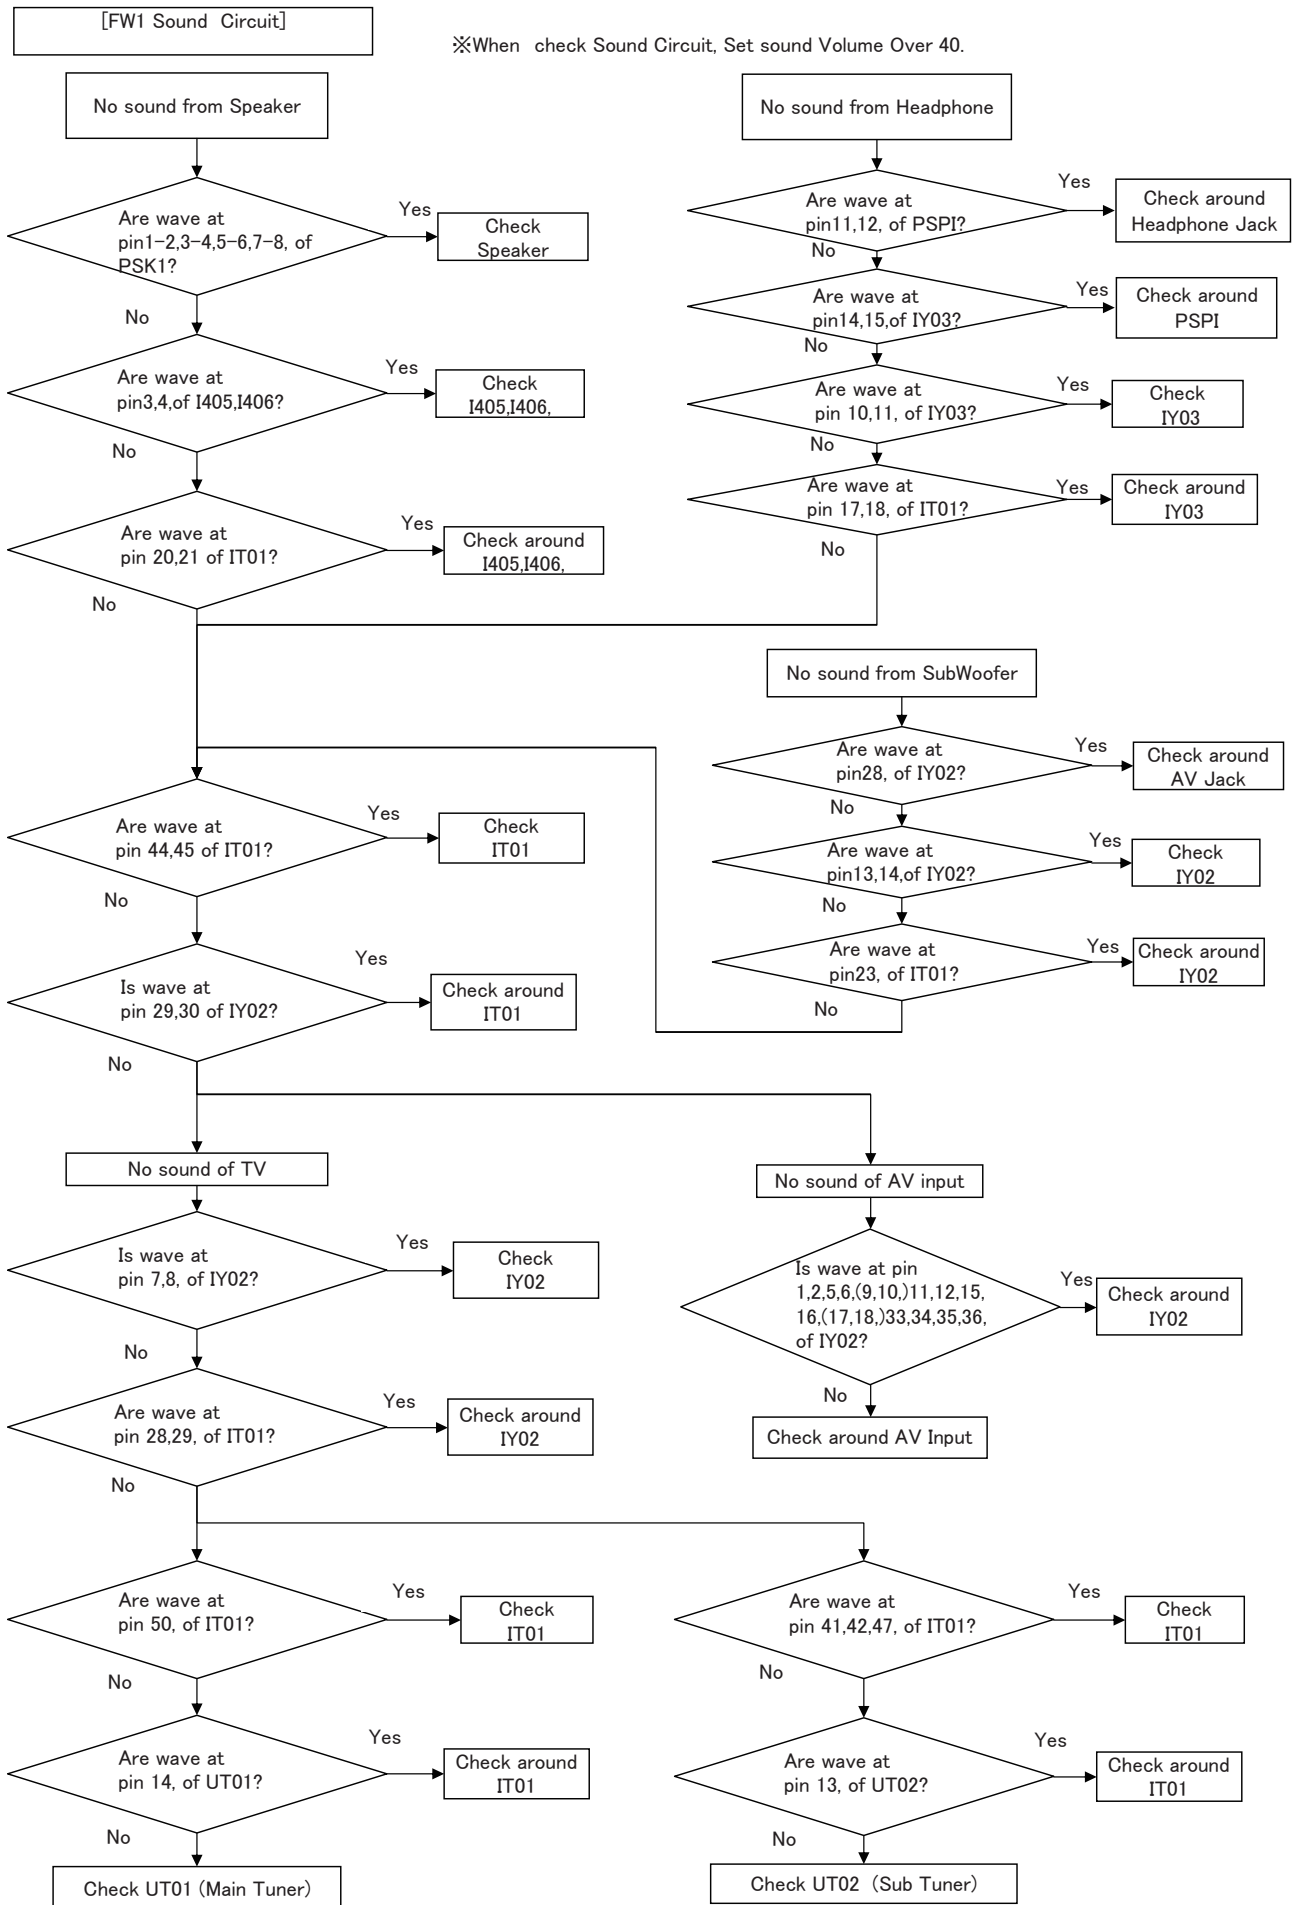 [FW1 Sound Circuit]
※When check Sound Circuit, Set sound Volume Over 40.
No sound from Speaker
Are wave at
pin1-2,3-4,5-6,7-8, of
PSK1?
Yes
Check
Speaker
No
Are wave at
pin3,4,of I405,I406?
Yes
Check
I405,I406,
No
Are wave at
pin 20,21 of IT01?
Yes
Check around
I405,I406,
No
No sound from Headphone
Are wave at
pin11,12, of PSPI?
Yes
Check around
Headphone Jack
No
Are wave at
pin14,15,of IY03?
Yes
Check around
PSPI
No
Are wave at
pin 10,11, of IY03?
Yes
Check
IY03
No
Are wave at
pin 17,18, of IT01?
Yes
Check around
IY03
No
No sound from SubWoofer
Are wave at
pin28, of IY02?
Yes
Check around
AV Jack
No
Are wave at
pin13,14,of IY02?
Yes
Check
IY02
No
Are wave at
pin23, of IT01?
Yes
Check around
IY02
No
Are wave at
pin 44,45 of IT01?
Yes
Check
IT01
No
Is wave at
pin 29,30 of IY02?
Yes
Check around
IT01
No
No sound of TV
Is wave at
pin 7,8, of IY02?
Yes
Check
IY02
No
Are wave at
pin 28,29, of IT01?
Yes
Check around
IY02
No
No sound of AV input
Is wave at pin
1,2,5,6,(9,10,)11,12,15,
16,(17,18,)33,34,35,36,
of IY02?
Yes
Check around
IY02
No
Check around AV Input
Are wave at
pin 50, of IT01?
Yes
Check
IT01
No
Are wave at
pin 14, of UT01?
Yes
Check around
IT01
No
Check UT01 (Main Tuner)
Are wave at
pin 41,42,47, of IT01?
Yes
Check
IT01
No
Are wave at
pin 13, of UT02?
Yes
Check around
IT01
No
Check UT02 (Sub Tuner)